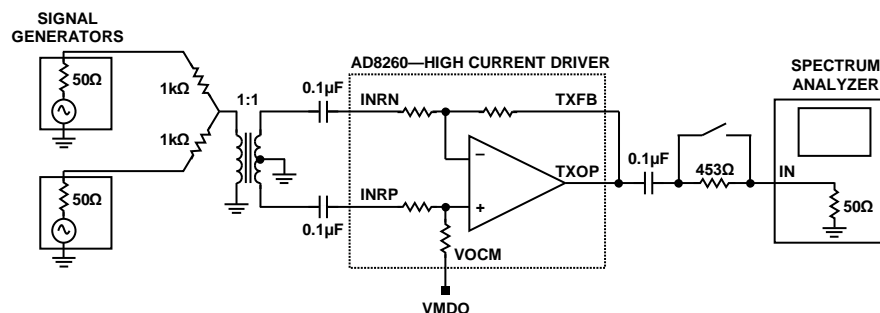 SIGNAL
GENERATORS
50Ω
1kΩ
1kΩ
50Ω
1:1
0.1µF
0.1µF
AD8260—HIGH CURRENT DRIVER
INRN
TXFB
TXOP
INRP
VOCM
VMDO
0.1µF
453Ω
SPECTRUM
ANALYZER
IN
50Ω